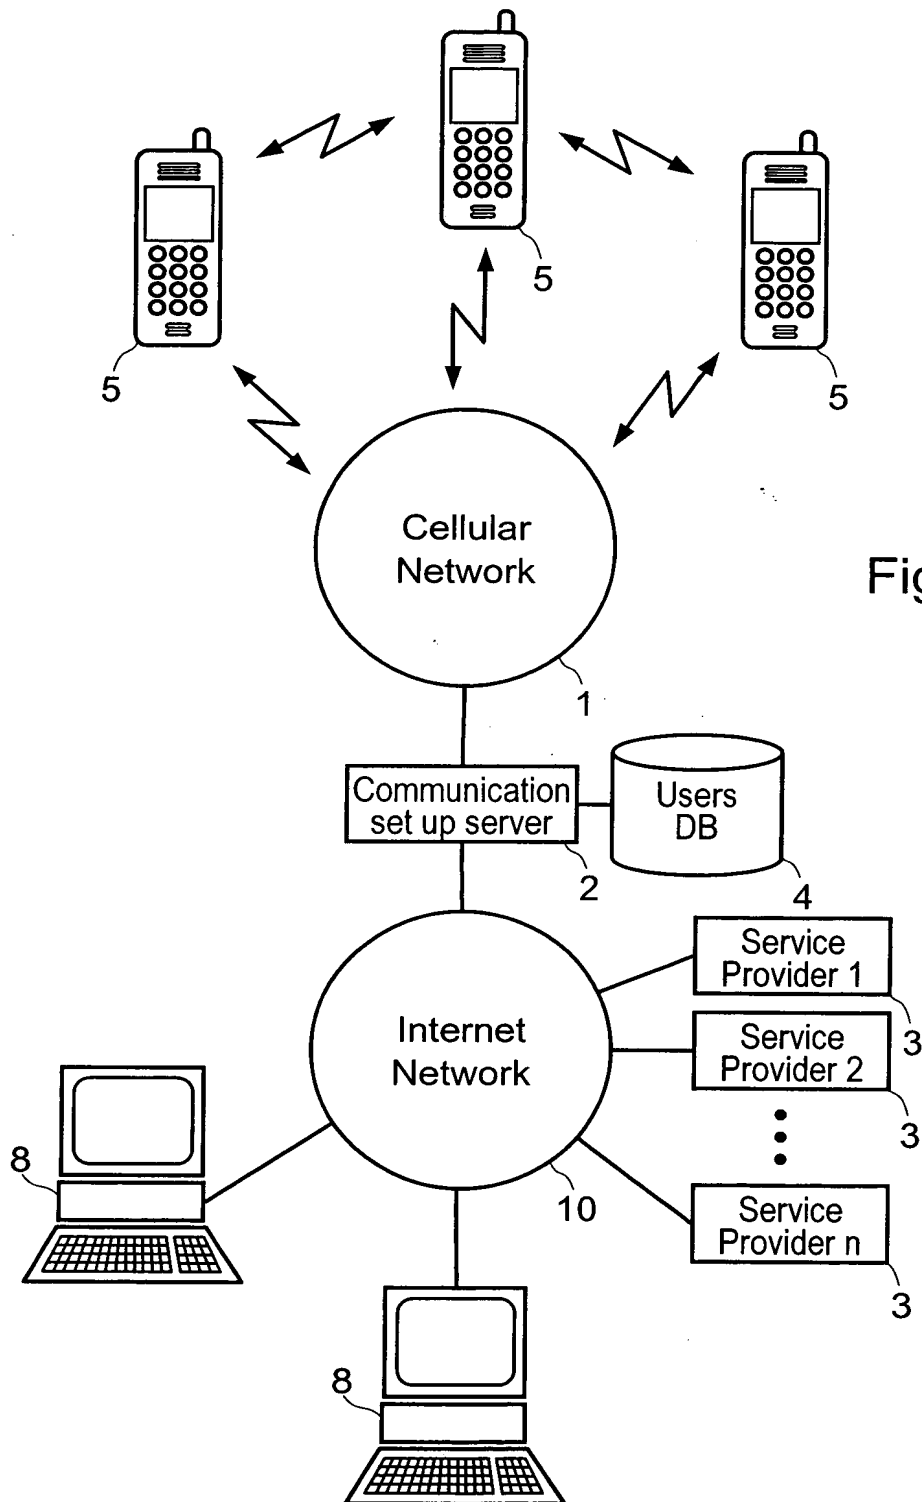 5
5
5
Cellular
Network
Fig
1
Communication
set up server
Users
DB
2
4
Service
Provider 1
3
Internet
Network
Service
Provider 2
3
8
10
Service
Provider n
3
8